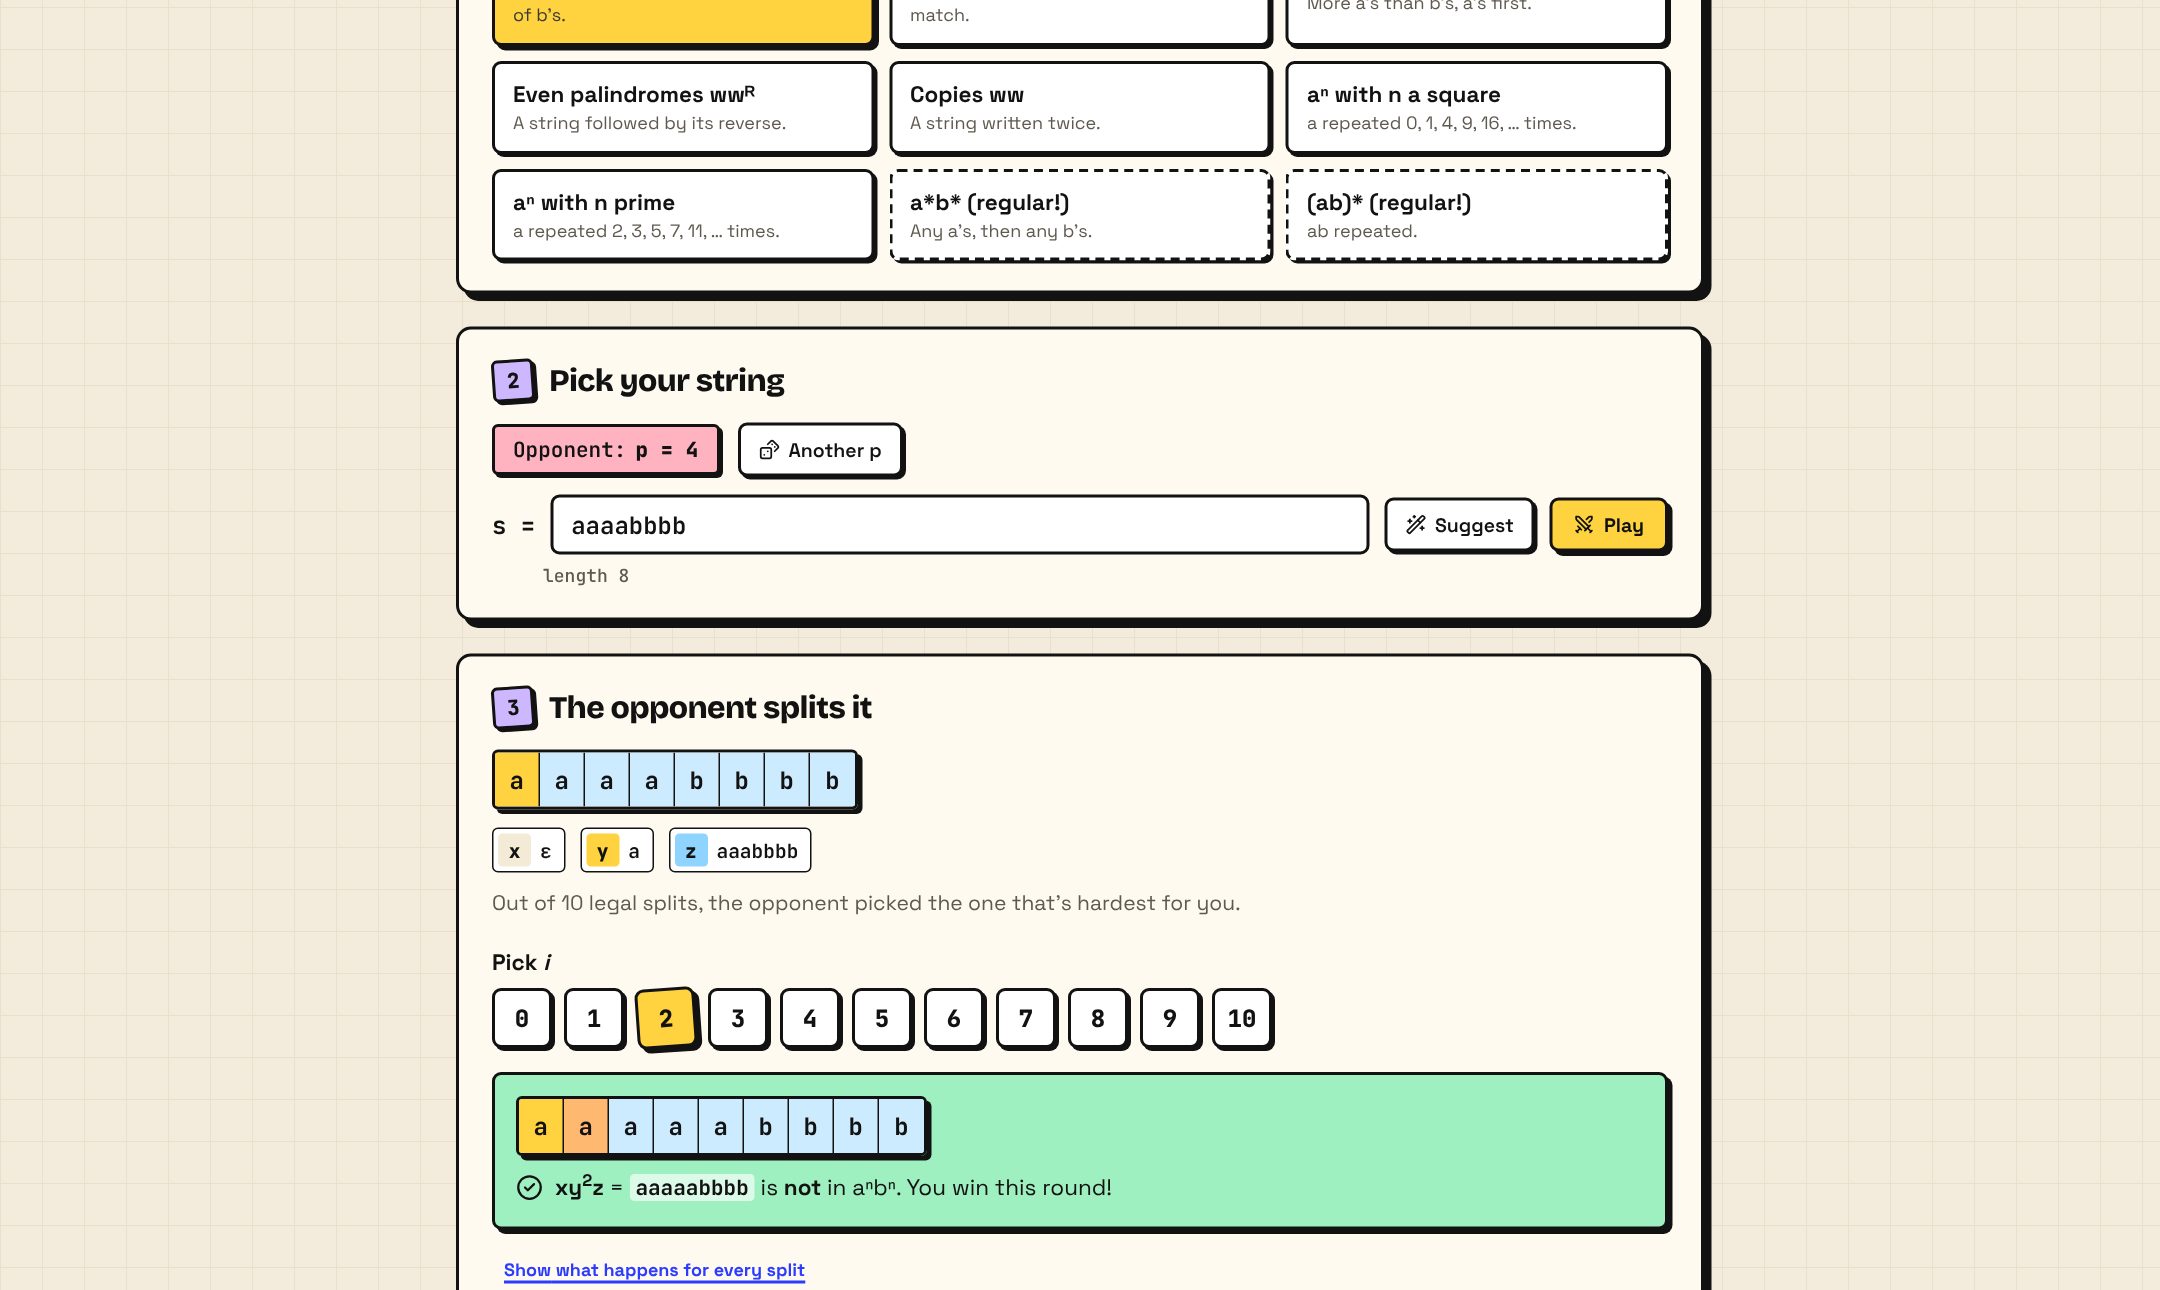 of b's.
match.
More a's than b's, a's first.
Even palindromes wwᴿ
A string followed by its reverse.
Copies ww
A string written twice.
aⁿ with n a square
a repeated 0, 1, 4, 9, 16, … times.
aⁿ with n prime
a repeated 2, 3, 5, 7, 11, … times.
a*b* (regular!)
Any a's, then any b's.
(ab)* (regular!)
ab repeated.
2 Pick your string
Opponent: p = 4
Another p
s = aaaabbbb
Suggest
Play
length 8
3 The opponent splits it
a a a a b b b b
x ε y a z aaabbbb
Out of 10 legal splits, the opponent picked the one that's hardest for you.
Pick i
0 1 2 3 4 5 6 7 8 9 10
a a a a a b b b b
xy²z = aaaaabbbb is not in aⁿbⁿ. You win this round!
Show what happens for every split